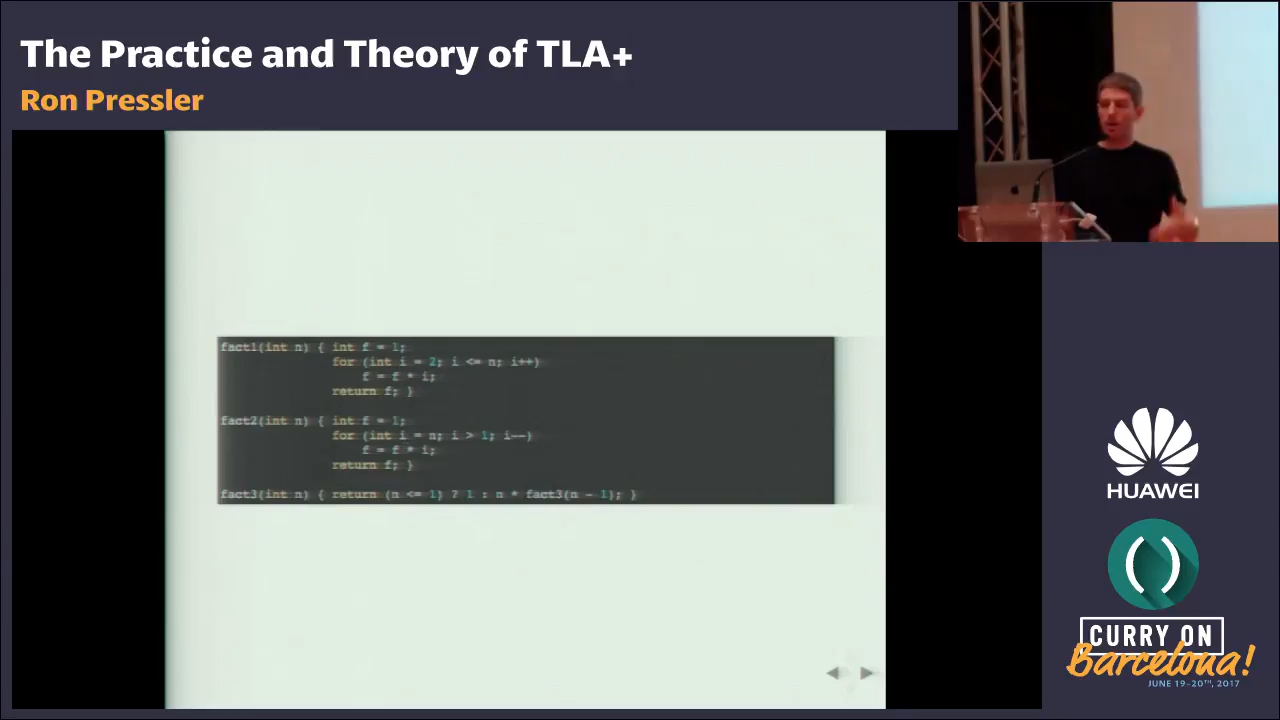 The Practice and Theory of TLA+
Ron Pressler
fact1(int n) { int f = 1;
for (int i = 2; i <= n; i++)
f = f * i;
return f; }
fact2(int n) { int f = 1;
for (int i = n; i > 1; i--)
f = f * i;
return f; }
fact3(int n) { return (n <= 1) ? 1 : n * fact3(n - 1); }
HUAWEI
( )
CURRY ON
Barcelona!
JUNE 19-20TH, 2017